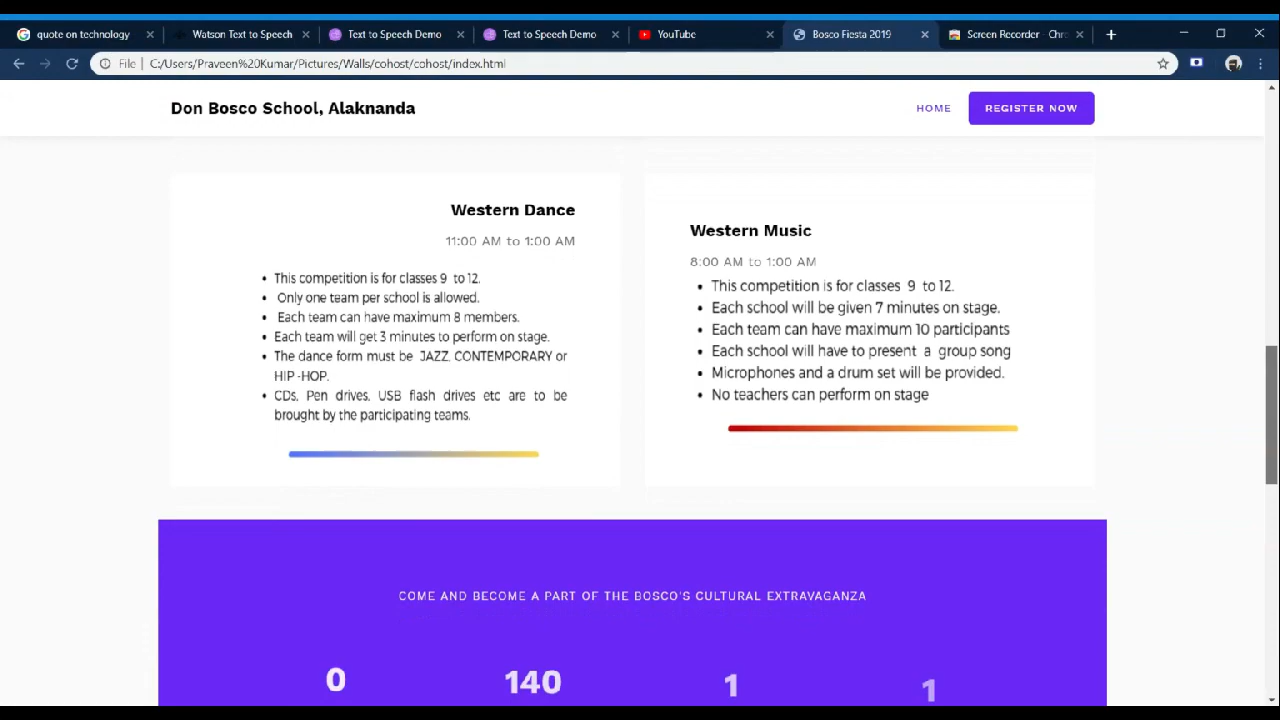 quote on technology
Watson Text to Speech
Text to Speech Demo
Text to Speech Demo
YouTube
Bosco Fiesta 2019
Screen Recorder - Chro
File | C:/Users/Praveen%20Kumar/Pictures/Walls/cohost/cohost/index.html
Don Bosco School, Alaknanda
HOME
REGISTER NOW
Western Dance
11:00 AM to 1:00 AM
• This competition is for classes 9 to 12.
• Only one team per school is allowed.
• Each team can have maximum 8 members.
• Each team will get 3 minutes to perform on stage.
• The dance form must be JAZZ, CONTEMPORARY or
HIP -HOP.
• CDs, Pen drives, USB flash drives etc are to be
brought by the participating teams.
Western Music
8:00 AM to 1:00 AM
• This competition is for classes 9 to 12.
• Each school will be given 7 minutes on stage.
• Each team can have maximum 10 participants
• Each school will have to present a group song
• Microphones and a drum set will be provided.
• No teachers can perform on stage
COME AND BECOME A PART OF THE BOSCO'S CULTURAL EXTRAVAGANZA
0 140 1 1